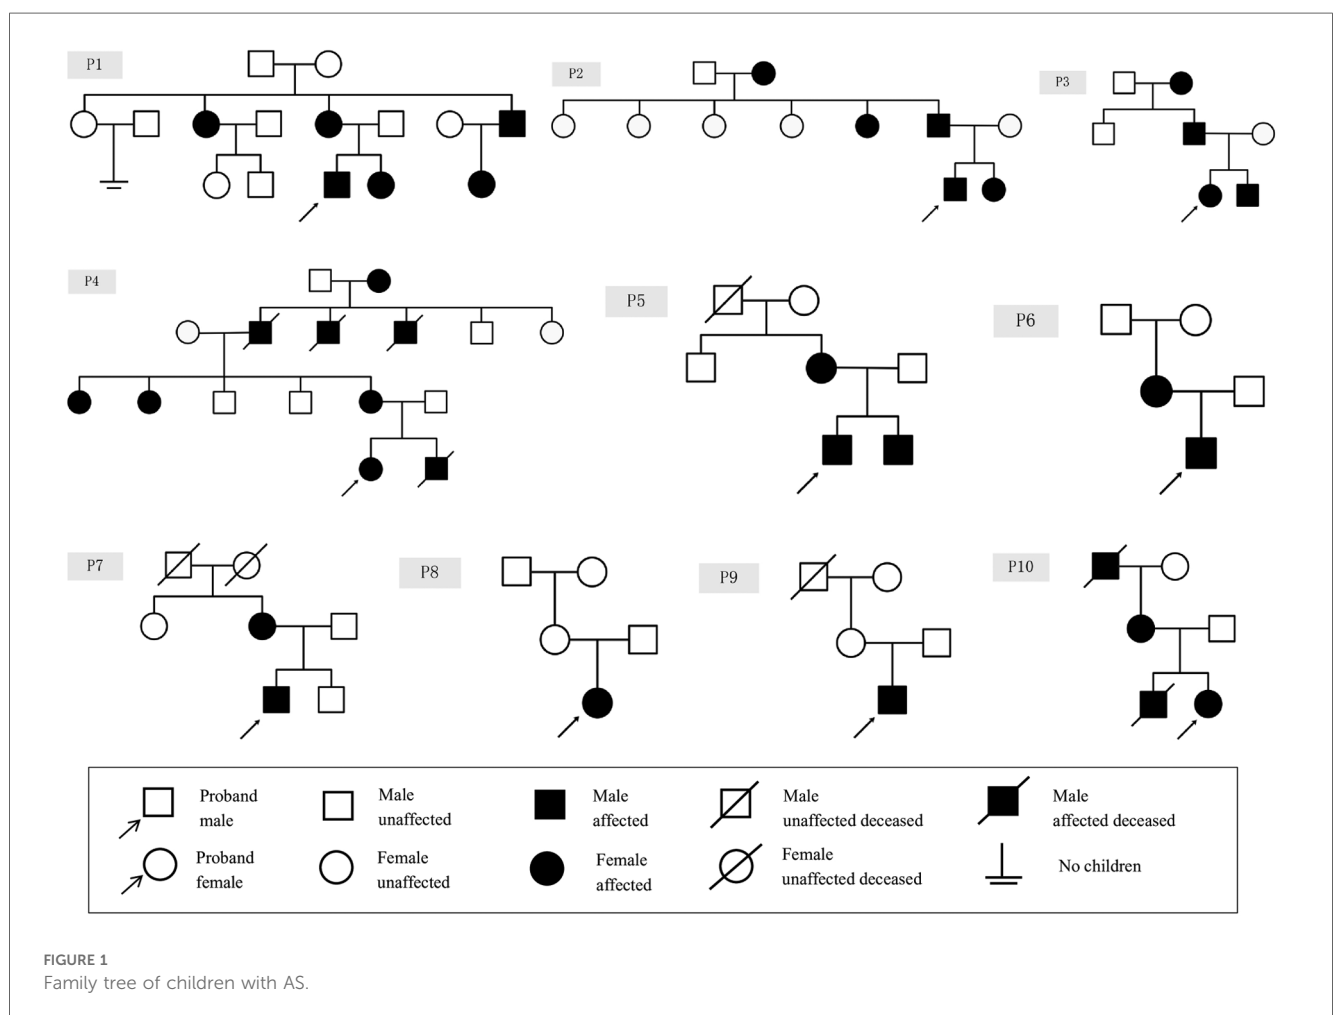 P1
P2
P3
P4
P5
P6
P7
P8
P9
P10
Proband
male
Male
unaffected
Male
affected
Male
unaffected deceased
Male
affected deceased
Proband
female
Female
unaffected
Female
affected
Female
unaffected deceased
No children
FIGURE 1
Family tree of children with AS.